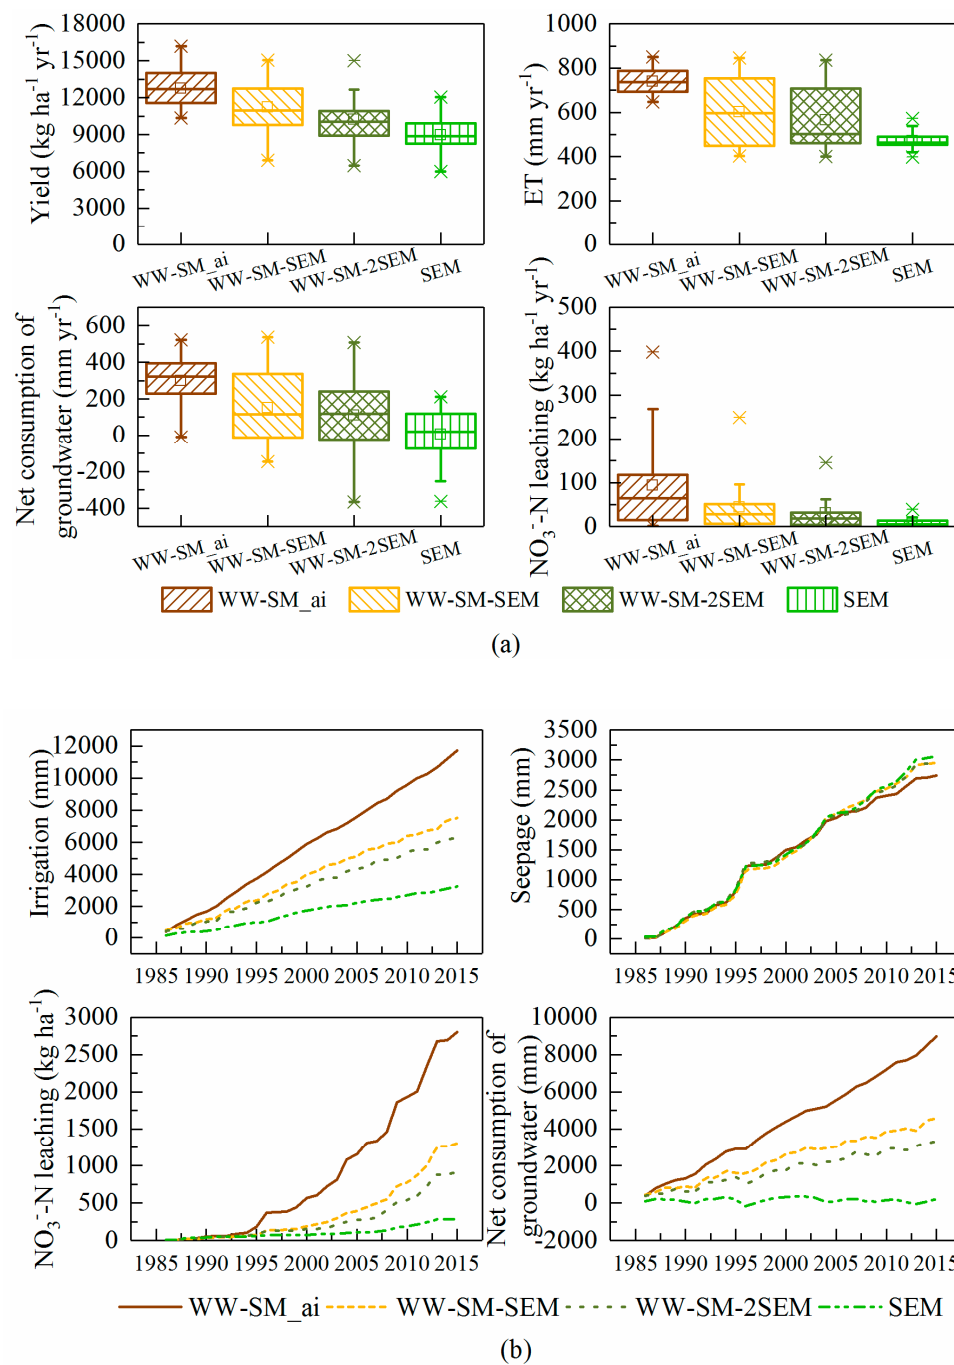 18000
15000
12000
9000
6000
3000
0
Yield (kg ha⁻¹ yr⁻¹)
WW-SM_ai
WW-SM-SEM
WW-SM-2SEM
SEM
1000
800
600
400
200
0
ET (mm yr⁻¹)
WW-SM_ai
WW-SM-SEM
WW-SM-2SEM
SEM
600
400
200
0
-200
-400
Net consumption of
groundwater (mm yr⁻¹)
WW-SM_ai
WW-SM-SEM
WW-SM-2SEM
SEM
500
400
300
200
100
0
NO₃⁻-N leaching (kg ha⁻¹ yr⁻¹)
WW-SM_ai
WW-SM-SEM
WW-SM-2SEM
SEM
WW-SM_ai WW-SM-SEM WW-SM-2SEM SEM
(a)
12000
10000
8000
6000
4000
2000
0
Irrigation (mm)
1985 1990 1995 2000 2005 2010 2015
3500
3000
2500
2000
1500
1000
500
0
Seepage (mm)
1985 1990 1995 2000 2005 2010 2015
3000
2500
2000
1500
1000
500
0
NO₃⁻-N leaching (kg ha⁻¹)
1985 1990 1995 2000 2005 2010 2015
10000
8000
6000
4000
2000
0
-2000
Net consumption of
groundwater (mm)
1985 1990 1995 2000 2005 2010 2015
WW-SM_ai WW-SM-SEM WW-SM-2SEM SEM
(b)